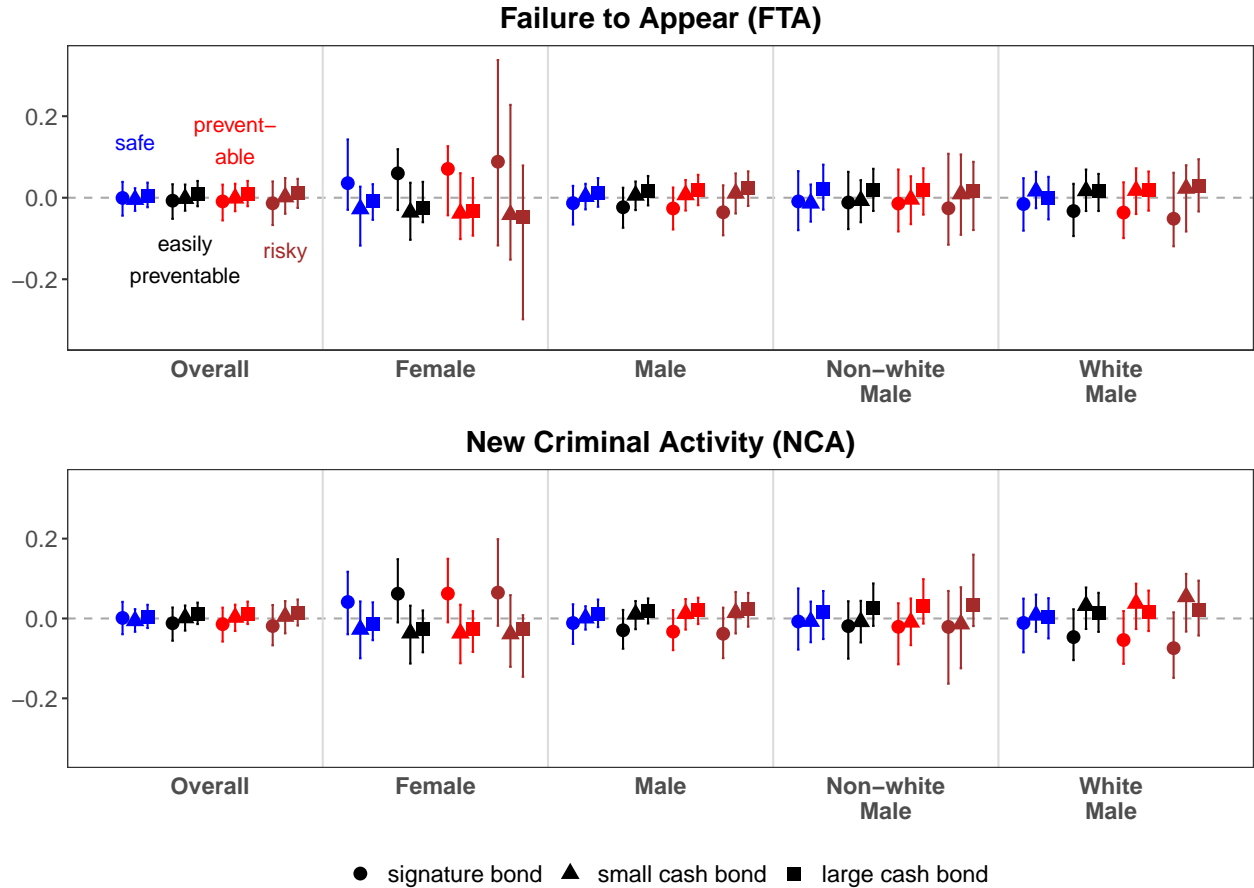 Failure to Appear (FTA)
0.2
0.0
−0.2
safe
prevent−
able
easily
preventable
risky
Overall
Female
Male
Non−white
Male
White
Male
New Criminal Activity (NCA)
0.2
0.0
−0.2
Overall
Female
Male
Non−white
Male
White
Male
signature bond
small cash bond
large cash bond